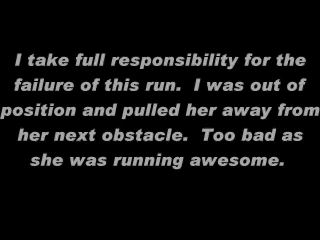 I take full responsibility for the
failure of this run.  I was out of
position and pulled her away from
her next obstacle.  Too bad as
she was running awesome.